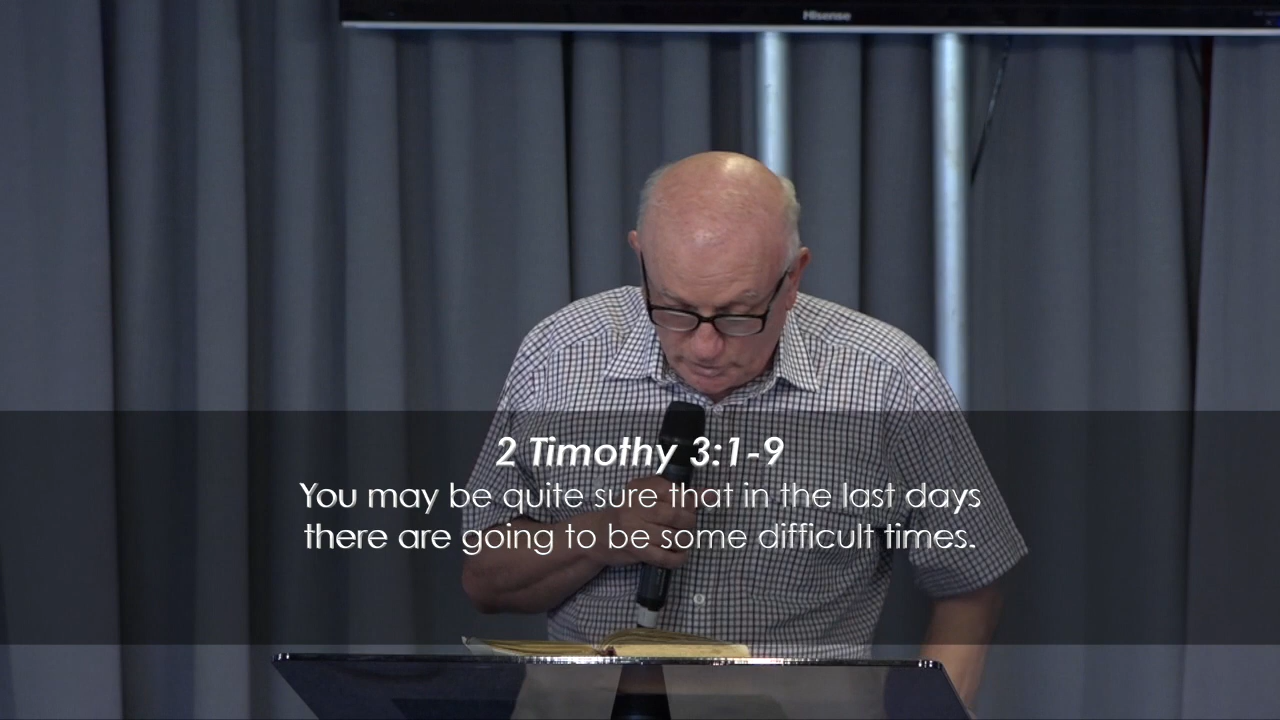 Hisense
2 Timothy 3:1-9
You may be quite sure that in the last days
there are going to be some difficult times.